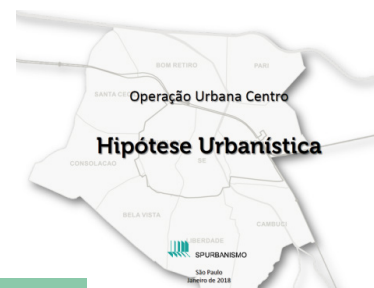 BOM RETIRO
PARI
SANTA CEC
Operação Urbana Centro
Hipótese Urbanística
CONSOLAÇÃO
SÉ
BELA VISTA
CAMBUCI
LIBERDADE
SPURBANISMO
São Paulo
Janeiro de 2018